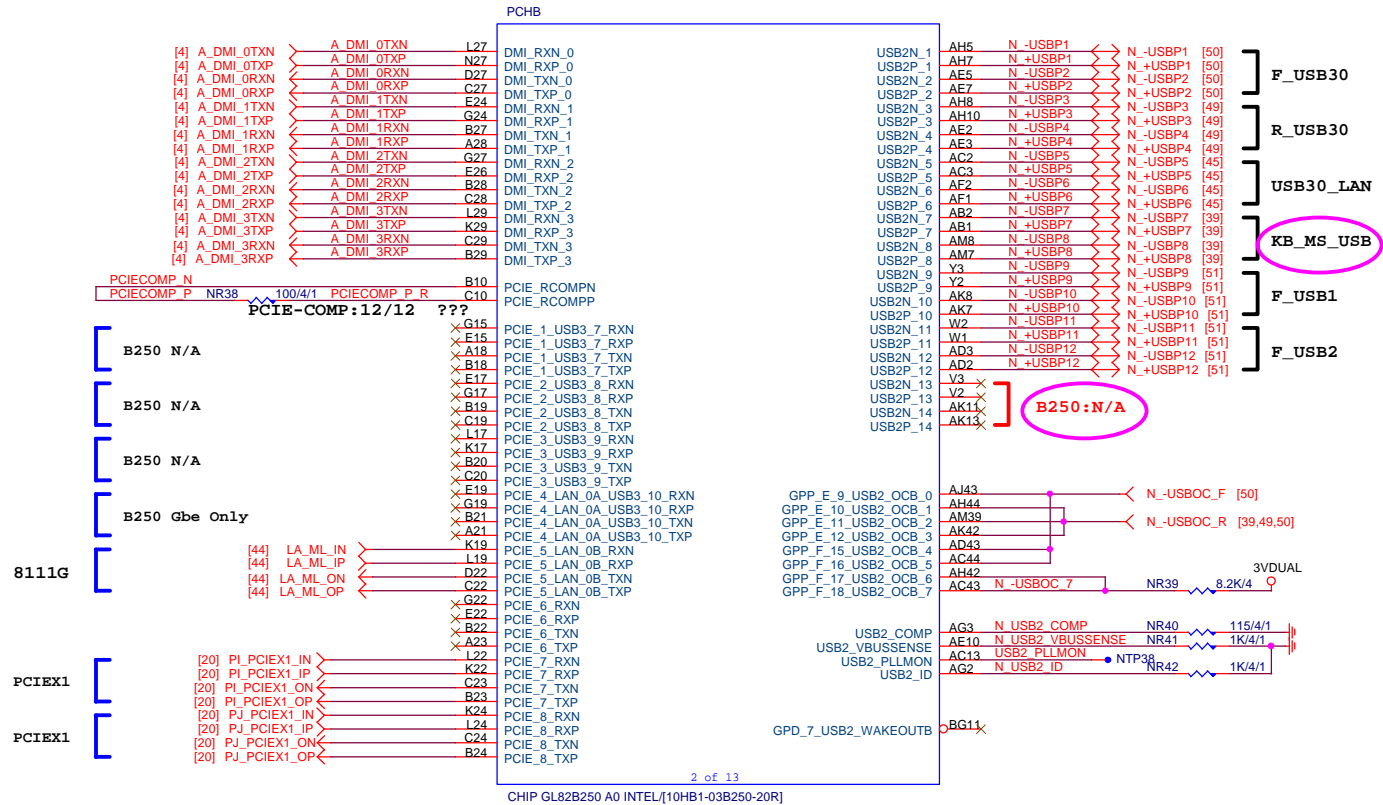 PCHB
[4] A_DMI_0TXN A_DMI_0TXN L27 DMI_RXN_0
[4] A_DMI_0TXP A_DMI_0TXP N27 DMI_RXP_0
[4] A_DMI_0RXN A_DMI_0RXN D27 DMI_TXN_0
[4] A_DMI_0RXP A_DMI_0RXP C27 DMI_TXP_0
[4] A_DMI_1TXN A_DMI_1TXN E24 DMI_RXN_1
[4] A_DMI_1TXP A_DMI_1TXP G24 DMI_RXP_1
[4] A_DMI_1RXN A_DMI_1RXN B27 DMI_TXN_1
[4] A_DMI_1RXP A_DMI_1RXP A28 DMI_TXP_1
[4] A_DMI_2TXN A_DMI_2TXN G27 DMI_RXN_2
[4] A_DMI_2TXP A_DMI_2TXP E26 DMI_RXP_2
[4] A_DMI_2RXN A_DMI_2RXN B28 DMI_TXN_2
[4] A_DMI_2RXP A_DMI_2RXP C28 DMI_TXP_2
[4] A_DMI_3TXN A_DMI_3TXN L29 DMI_RXN_3
[4] A_DMI_3TXP A_DMI_3TXP K29 DMI_RXP_3
[4] A_DMI_3RXN A_DMI_3RXN C29 DMI_TXN_3
[4] A_DMI_3RXP A_DMI_3RXP B29 DMI_TXP_3
PCIECOMP_N B10 PCIE_RCOMPN
PCIECOMP_P NR38 100/4/1 PCIECOMP_P_R C10 PCIE_RCOMPP
PCIE-COMP:12/12 ???
G15 PCIE_1_USB3_7_RXN
E15 PCIE_1_USB3_7_RXP
B250 N/A
A18 PCIE_1_USB3_7_TXN
B18 PCIE_1_USB3_7_TXP
E17 PCIE_2_USB3_8_RXN
G17 PCIE_2_USB3_8_RXP
B250 N/A
B19 PCIE_2_USB3_8_TXN
C19 PCIE_2_USB3_8_TXP
L17 PCIE_3_USB3_9_RXN
K17 PCIE_3_USB3_9_RXP
B250 N/A
B20 PCIE_3_USB3_9_TXN
C20 PCIE_3_USB3_9_TXP
E19 PCIE_4_LAN_0A_USB3_10_RXN
G19 PCIE_4_LAN_0A_USB3_10_RXP
B250 Gbe Only
B21 PCIE_4_LAN_0A_USB3_10_TXN
A21 PCIE_4_LAN_0A_USB3_10_TXP
[44] LA_ML_IN K19 PCIE_5_LAN_0B_RXN
[44] LA_ML_IP L19 PCIE_5_LAN_0B_RXP
8111G
[44] LA_ML_ON D22 PCIE_5_LAN_0B_TXN
[44] LA_ML_OP C22 PCIE_5_LAN_0B_TXP
G22 PCIE_6_RXN
E22 PCIE_6_RXP
B22 PCIE_6_TXN
A23 PCIE_6_TXP
[20] PI_PCIEX1_IN L22 PCIE_7_RXN
[20] PI_PCIEX1_IP K22 PCIE_7_RXP
PCIEX1
[20] PI_PCIEX1_ON C23 PCIE_7_TXN
[20] PI_PCIEX1_OP B23 PCIE_7_TXP
[20] PJ_PCIEX1_IN K24 PCIE_8_RXN
[20] PJ_PCIEX1_IP L24 PCIE_8_RXP
PCIEX1
[20] PJ_PCIEX1_ON C24 PCIE_8_TXN
[20] PJ_PCIEX1_OP B24 PCIE_8_TXP
USB2N_1 AH5 N_-USBP1 N_-USBP1 [50]
USB2P_1 AH7 N_+USBP1 N_+USBP1 [50]
F_USB30
USB2N_2 AE5 N_-USBP2 N_-USBP2 [50]
USB2P_2 AE7 N_+USBP2 N_+USBP2 [50]
USB2N_3 AH8 N_-USBP3 N_-USBP3 [49]
USB2P_3 AH10 N_+USBP3 N_+USBP3 [49]
R_USB30
USB2N_4 AE2 N_-USBP4 N_-USBP4 [49]
USB2P_4 AE3 N_+USBP4 N_+USBP4 [49]
USB2N_5 AC2 N_-USBP5 N_-USBP5 [45]
USB2P_5 AC3 N_+USBP5 N_+USBP5 [45]
USB30_LAN
USB2N_6 AF2 N_-USBP6 N_-USBP6 [45]
USB2P_6 AF1 N_+USBP6 N_+USBP6 [45]
USB2N_7 AB2 N_-USBP7 N_-USBP7 [39]
USB2P_7 AB1 N_+USBP7 N_+USBP7 [39]
KB_MS_USB
USB2N_8 AM8 N_-USBP8 N_-USBP8 [39]
USB2P_8 AM7 N_+USBP8 N_+USBP8 [39]
USB2N_9 Y3 N_-USBP9 N_-USBP9 [51]
USB2P_9 Y2 N_+USBP9 N_+USBP9 [51]
F_USB1
USB2N_10 AK8 N_-USBP10 N_-USBP10 [51]
USB2P_10 AK7 N_+USBP10 N_+USBP10 [51]
USB2N_11 W2 N_-USBP11 N_-USBP11 [51]
USB2P_11 W1 N_+USBP11 N_+USBP11 [51]
F_USB2
USB2N_12 AD3 N_-USBP12 N_-USBP12 [51]
USB2P_12 AD2 N_+USBP12 N_+USBP12 [51]
USB2N_13 V3
USB2P_13 V2
B250:N/A
USB2N_14 AK11
USB2P_14 AK13
GPP_E_9_USB2_OCB_0 AJ43 N_-USBOC_F [50]
GPP_E_10_USB2_OCB_1 AH44
GPP_E_11_USB2_OCB_2 AM39 N_-USBOC_R [39,49,50]
GPP_E_12_USB2_OCB_3 AK42
GPP_F_15_USB2_OCB_4 AD43
GPP_F_16_USB2_OCB_5 AC44
GPP_F_17_USB2_OCB_6 AH42
3VDUAL
GPP_F_18_USB2_OCB_7 AC43 N_-USBOC_7 NR39 8.2K/4
USB2_COMP AG3 N_USB2_COMP NR40 115/4/1
USB2_VBUSSENSE AE10 N_USB2_VBUSSENSE NR41 1K/4/1
USB2_PLLMON AC13 USB2_PLLMON NTP38
USB2_ID AG2 N_USB2_ID NR42 1K/4/1
GPD_7_USB2_WAKEOUTB BG11
2 of 13
CHIP GL82B250 A0 INTEL/[10HB1-03B250-20R]